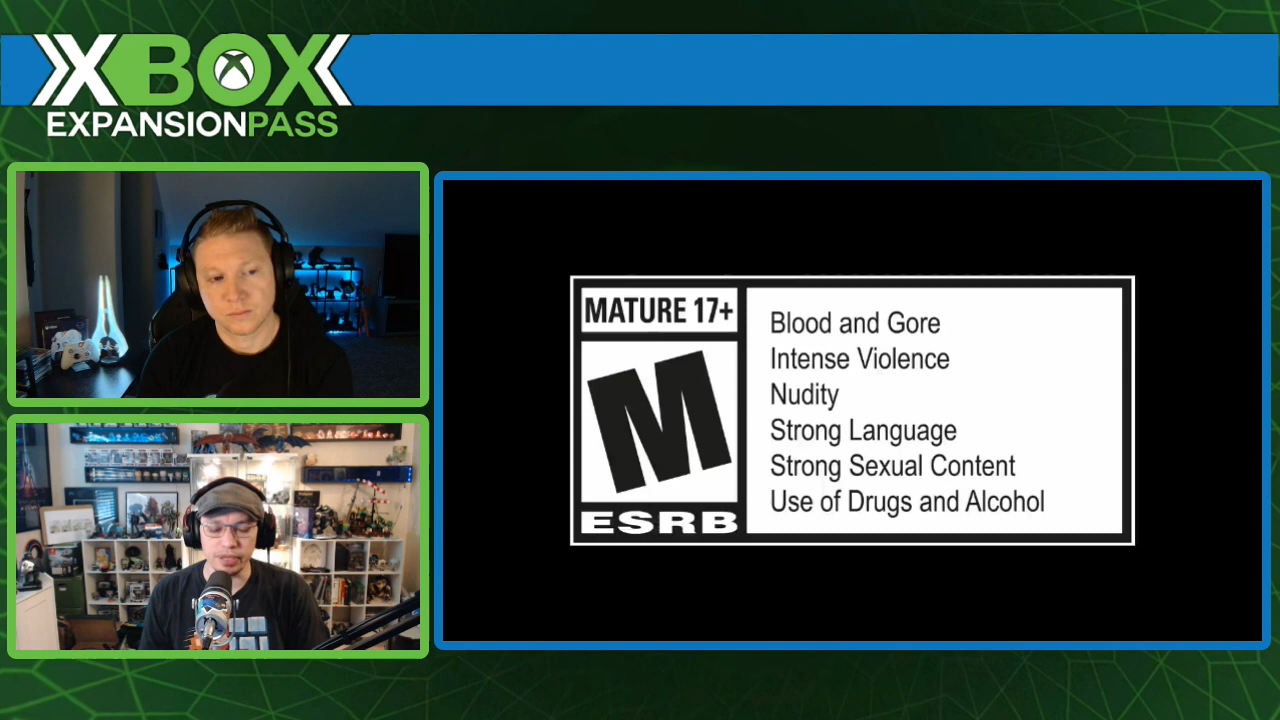 XBOX
EXPANSIONPASS
MATURE 17+
M
ESRB
Blood and Gore
Intense Violence
Nudity
Strong Language
Strong Sexual Content
Use of Drugs and Alcohol